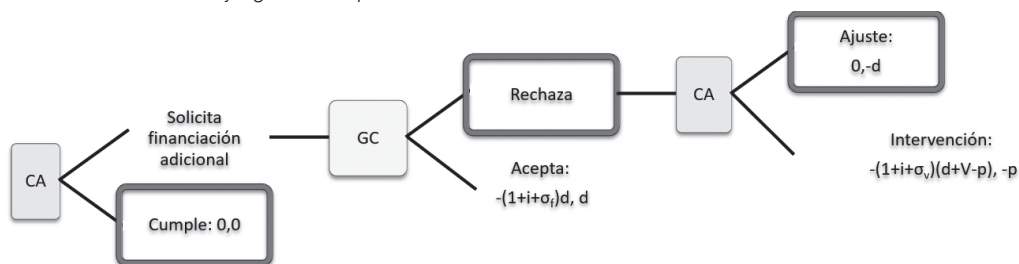 Ajuste:
0,-d
Rechaza
CA
Solicita
financiación
adicional
GC
Intervención:
-(1+i+σᵥ)(d+V-p), -p
Acepta:
-(1+i+σf)d, d
CA
Cumple: 0,0